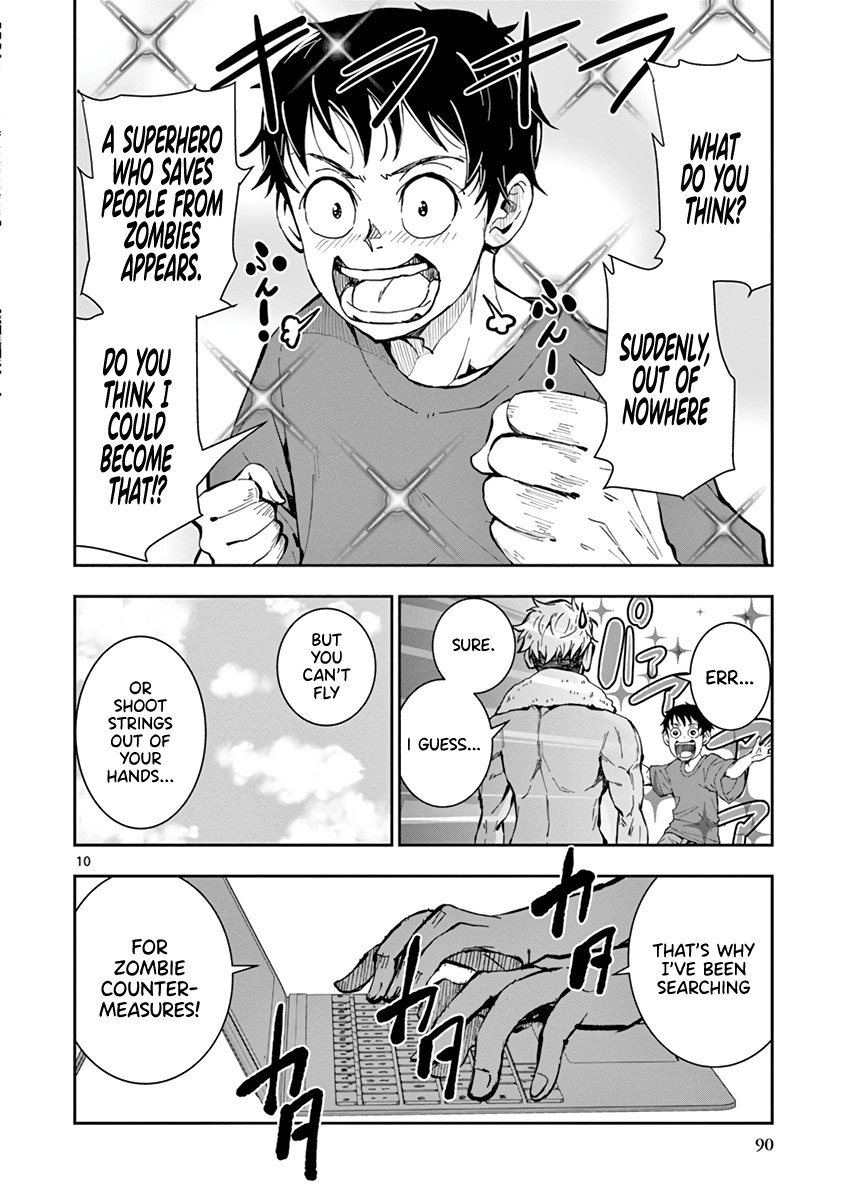 キラキラ
WHAT
DO YOU
THINK?
SUDDENLY,
OUT OF
NOWHERE
A SUPERHERO
WHO SAVES
PEOPLE FROM
ZOMBIES
APPEARS.
DO YOU
THINK I
COULD
BECOME
THAT!?
ふんー!
ふんー!
ERR...
SURE.
I GUESS...
パアアア
BUT
YOU
CAN'T
FLY
OR
SHOOT
STRINGS
OUT OF
YOUR
HANDS...
10
THAT'S WHY
I'VE BEEN
SEARCHING
FOR
ZOMBIE
COUNTER-
MEASURES!
カタ
カタ
カタ
90